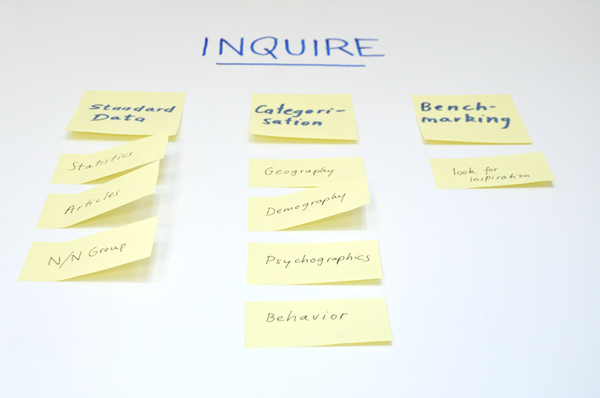 INQUIRE
Standard
Data
Statistics
Articles
N/N Group
Categori-
sation
Geography
Demography
Psychographics
Behavior
Bench-
marking
look for
inspiration